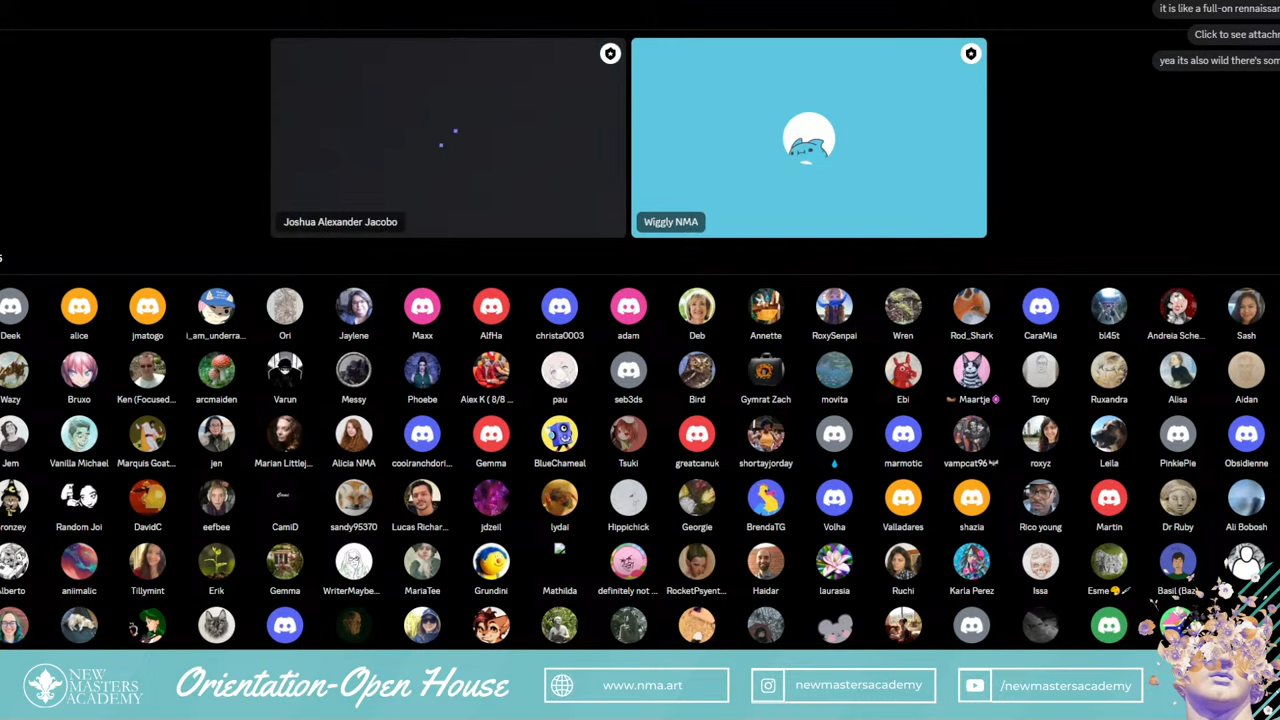 it is like a full-on rennaissan
Click to see attachm
yea its also wild there's som
Joshua Alexander Jacobo
Wiggly NMA
Deek alice jmatogo i_am_underra... Ori Jaylene Maxx AlfHa christa0003 adam Deb Annette RoxySenpai Wren Rod_Shark CaraMia bl45t Andreia Sche... Sash
Wazy Bruxo Ken (Focused... arcmaiden Varun Messy Phoebe Alex K ( 8/8 ... pau seb3ds Bird Gymrat Zach movita Ebi Maartje Tony Ruxandra Alisa Aidan
Jem Vanilla Michael Marquis Goat... jen Marian Littlej... Alicia NMA coolranchdori... Gemma BlueChameal Tsuki greatcanuk shortayjorday 💧 marmotic vampcat96 roxyz Leila PinkiePie Obsidienne
ronzey Random Joi DavidC eefbee CamiD sandy95370 Lucas Richar... jdzeil lydai Hippichick Georgie BrendaTG Volha Valladares shazia Rico young Martin Dr Ruby Ali Bobosh
Alberto aniimalic Tillymint Erik Gemma WriterMaybe... MariaTee Grundini Mathilda definitely not ... RocketPsyent... Haidar laurasia Ruchi Karla Perez Issa Esme Basil (Baz)
NEW MASTERS ACADEMY
Orientation-Open House
www.nma.art
newmastersacademy
/newmastersacademy